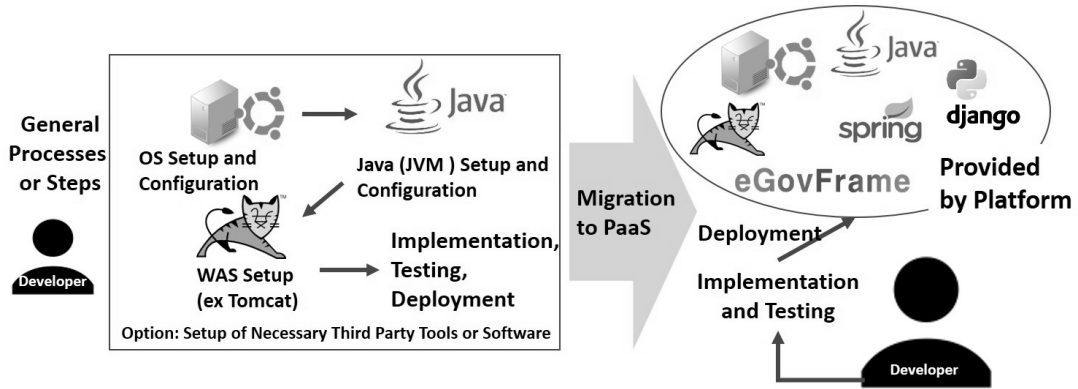 General
Processes
or Steps
Developer
Java
OS Setup and
Configuration
Java (JVM ) Setup and
Configuration
TM
WAS Setup
(ex Tomcat)
Implementation,
Testing,
Deployment
Option: Setup of Necessary Third Party Tools or Software
Migration
to PaaS
Java
TM
spring
django
eGovFrame
Provided
by Platform
Deployment
Implementation
and Testing
Developer